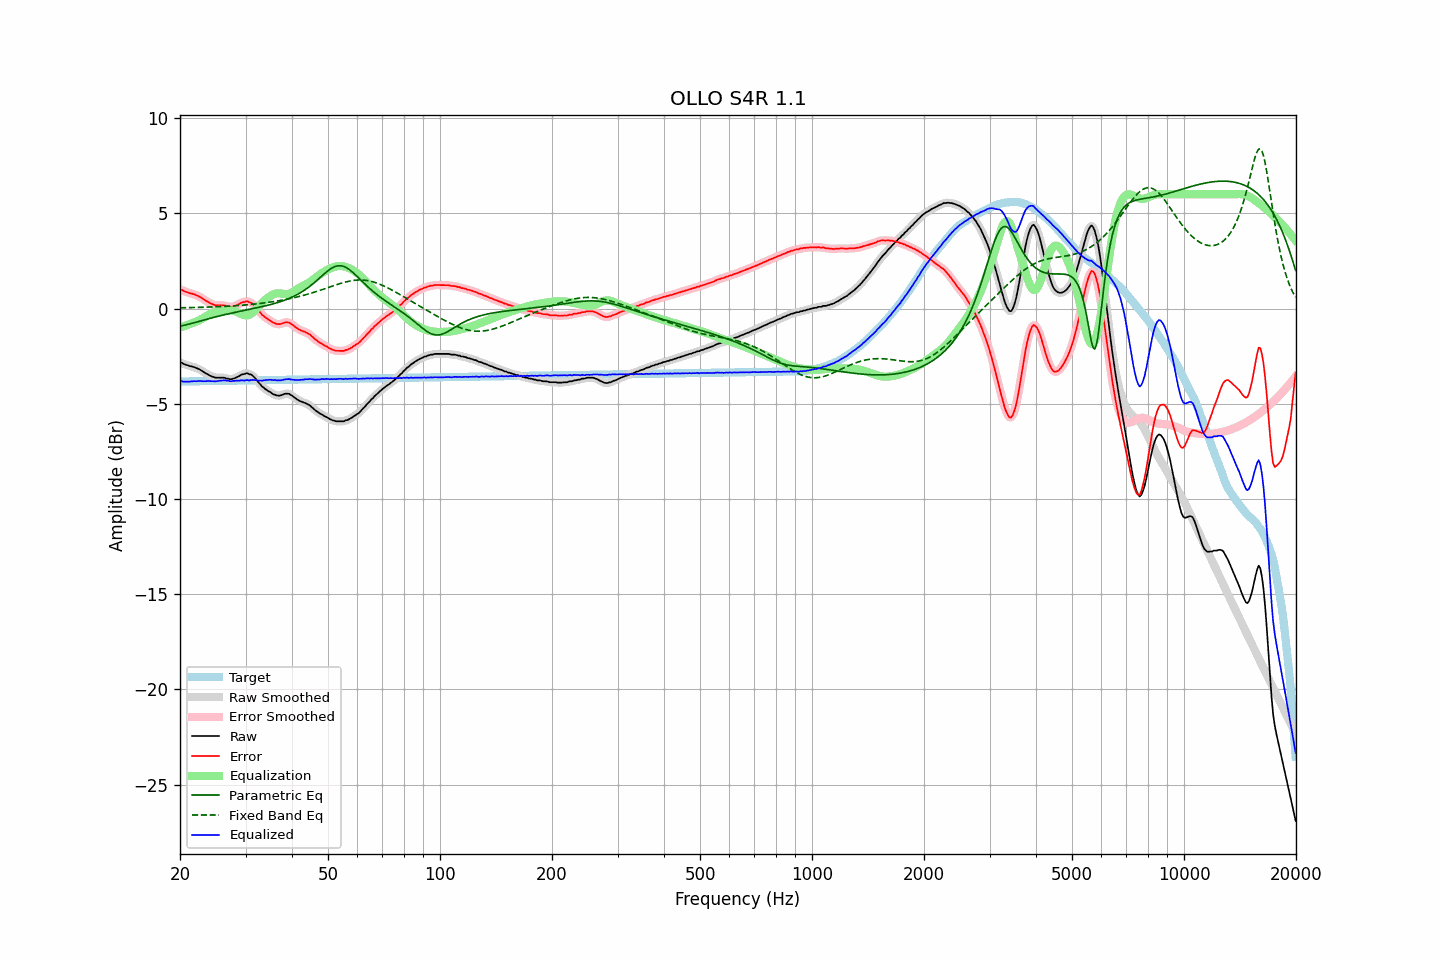 OLLO S4R 1.1
10
5
0
−5
−10
−15
−20
−25
Amplitude (dBr)
Target
Raw Smoothed
Error Smoothed
Raw
Error
Equalization
Parametric Eq
Fixed Band Eq
Equalized
20
50
100
200
500
1000
2000
5000
10000
20000
Frequency (Hz)